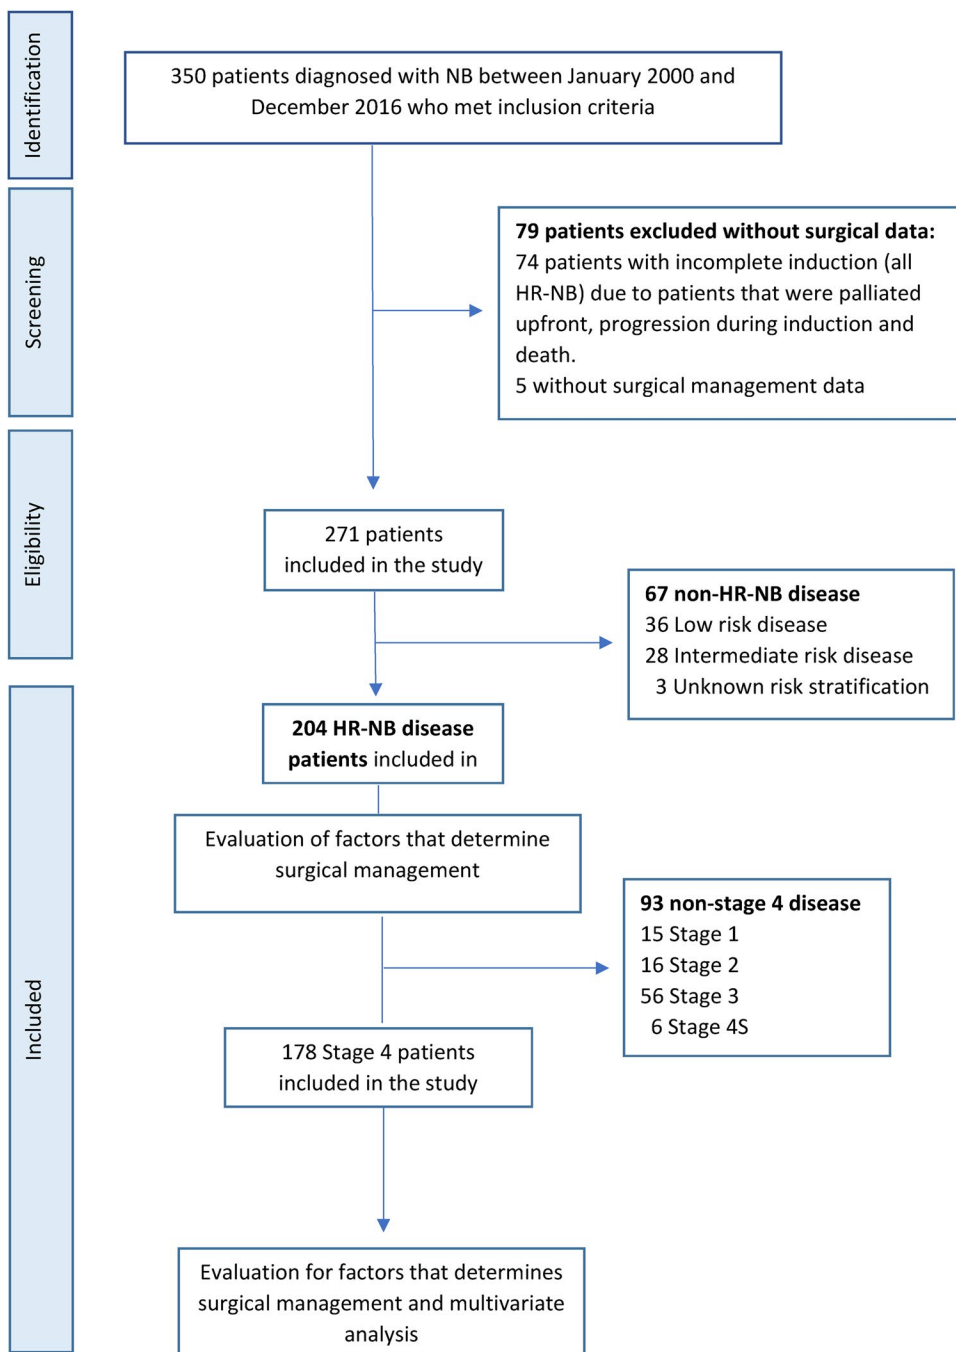 Identification
350 patients diagnosed with NB between January 2000 and
December 2016 who met inclusion criteria
Screening
79 patients excluded without surgical data:
74 patients with incomplete induction (all
HR-NB) due to patients that were palliated
upfront, progression during induction and
death.
5 without surgical management data
Eligibility
271 patients
included in the study
67 non-HR-NB disease
36 Low risk disease
28 Intermediate risk disease
3 Unknown risk stratification
Included
204 HR-NB disease
patients included in
Evaluation of factors that determine
surgical management
93 non-stage 4 disease
15 Stage 1
16 Stage 2
56 Stage 3
6 Stage 4S
178 Stage 4 patients
included in the study
Evaluation for factors that determines
surgical management and multivariate
analysis